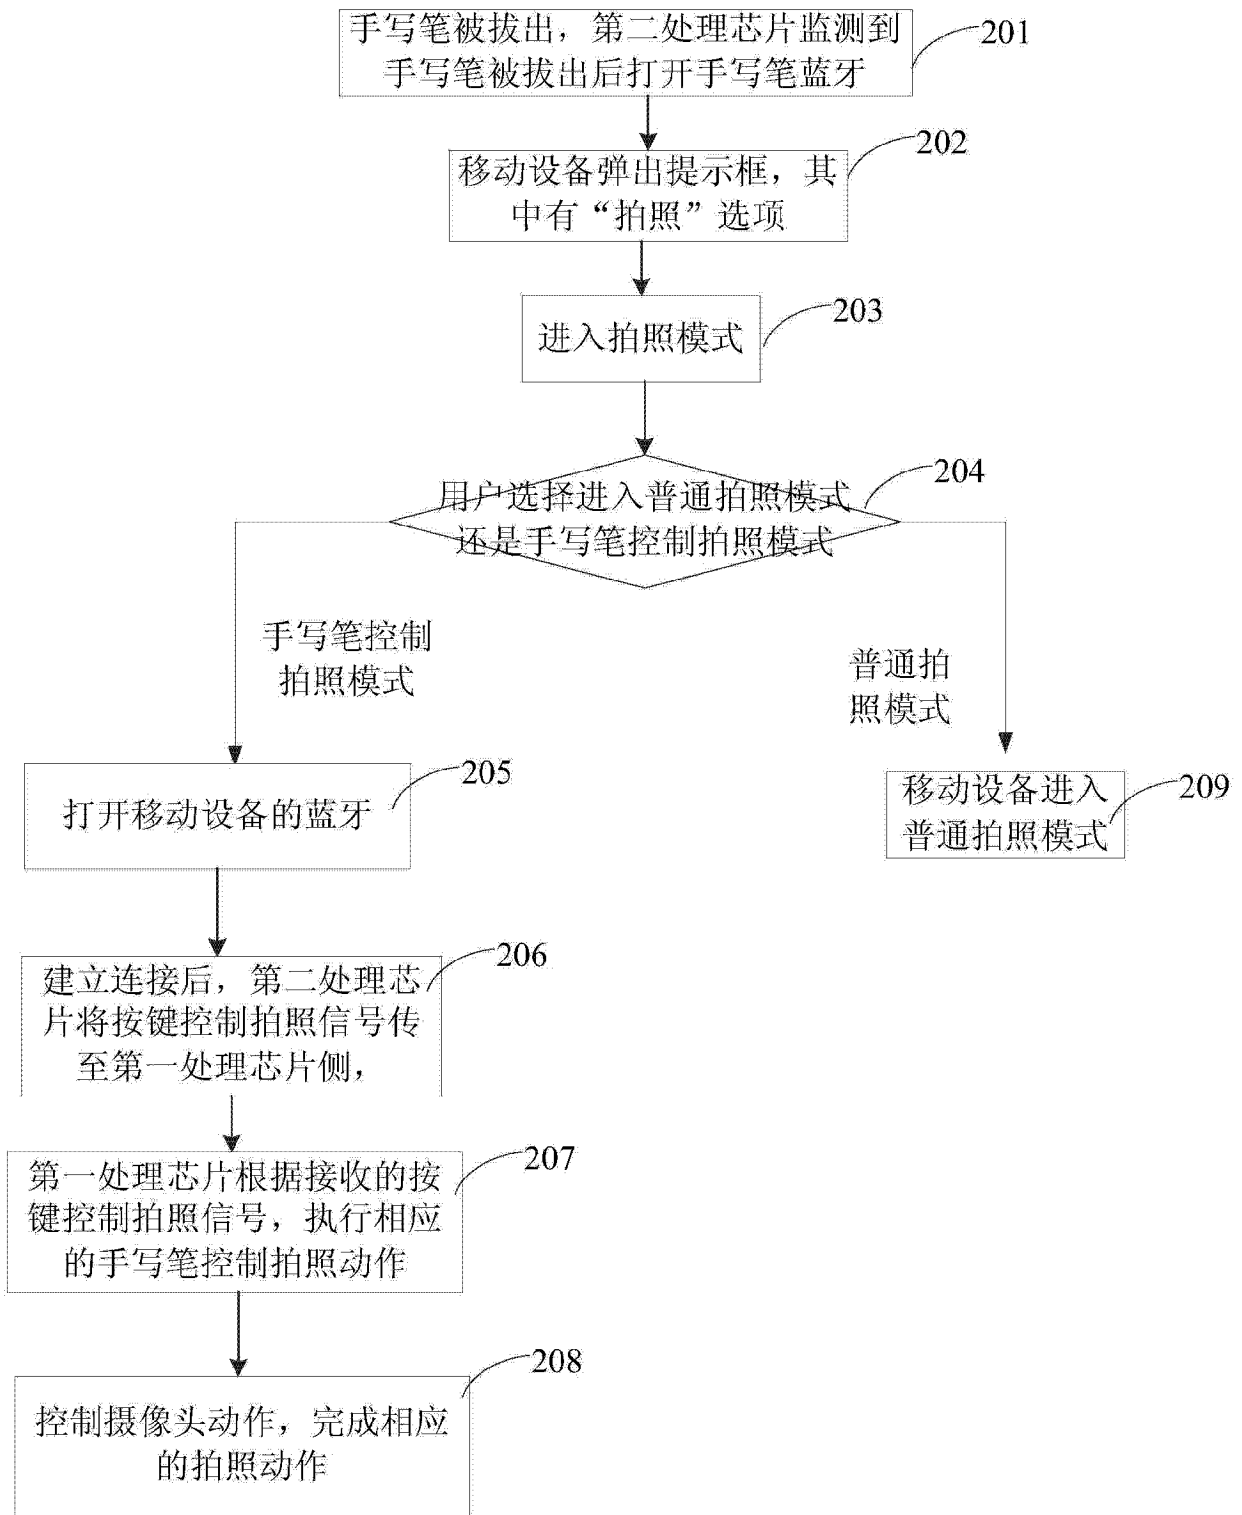 手写笔被拔出，第二处理芯片监测到
手写笔被拔出后打开手写笔蓝牙
201
202
移动设备弹出提示框，其
中有“拍照”选项
203
进入拍照模式
204
用户选择进入普通拍照模式
还是手写笔控制拍照模式
手写笔控制
拍照模式
普通拍
照模式
205
打开移动设备的蓝牙
移动设备进入
普通拍照模式
209
206
建立连接后，第二处理芯
片将按键控制拍照信号传
至第一处理芯片侧，
207
第一处理芯片根据接收的按
键控制拍照信号，执行相应
的手写笔控制拍照动作
208
控制摄像头动作，完成相应
的拍照动作